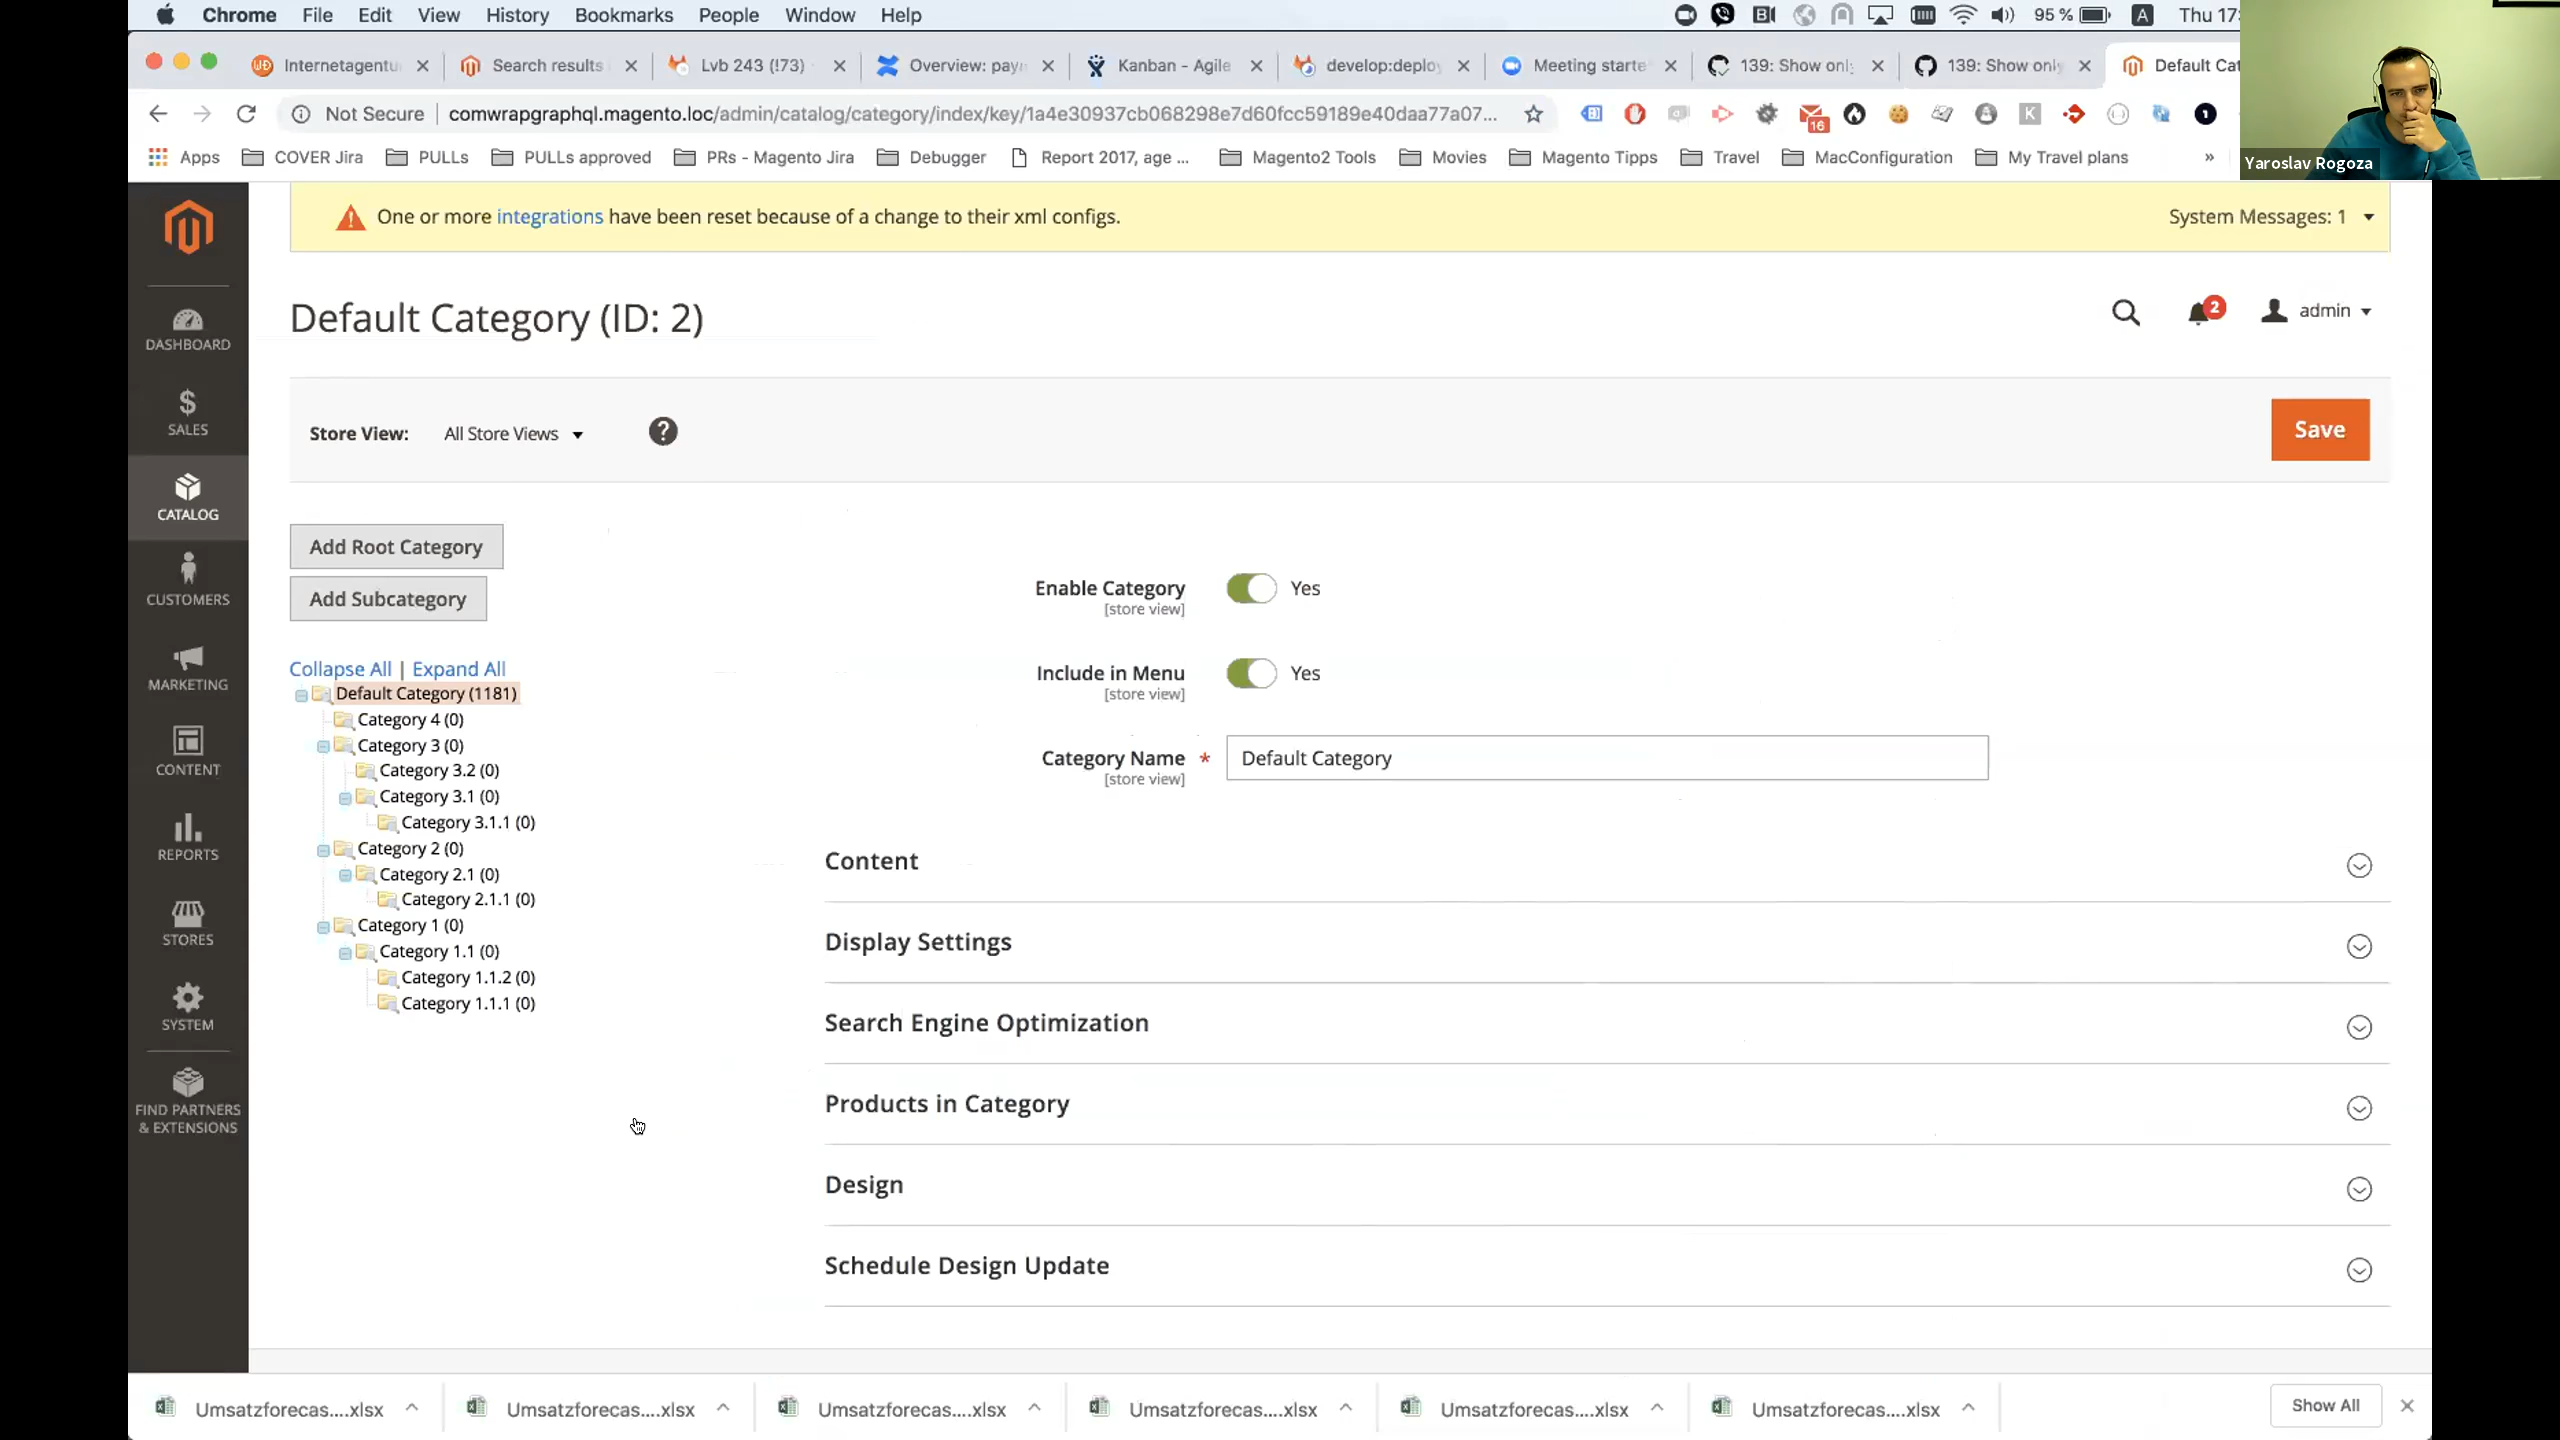 Chrome File Edit View History Bookmarks People Window Help 95 % A Thu 17:
Internetagentu
Search results
Lvb 243 (!73)
Overview: pay
Kanban - Agile
develop:deplo
Meeting starte
139: Show onl
139: Show onl
Default Cat
Not Secure | comwrapgraphql.magento.loc/admin/catalog/category/index/key/1a4e30937cb068298e7d60fcc59189e40daa77a07...
16
K
1
Apps COVER Jira PULLs PULLs approved PRs - Magento Jira Debugger Report 2017, age ... Magento2 Tools Movies Magento Tipps Travel MacConfiguration My Travel plans »
Yaroslav Rogoza
One or more integrations have been reset because of a change to their xml configs.
System Messages: 1
Default Category (ID: 2)
2
admin
Store View: All Store Views ?
Save
DASHBOARD
SALES
CATALOG
CUSTOMERS
MARKETING
CONTENT
REPORTS
STORES
SYSTEM
FIND PARTNERS
& EXTENSIONS
Add Root Category
Add Subcategory
Collapse All | Expand All
Default Category (1181)
Category 4 (0)
Category 3 (0)
Category 3.2 (0)
Category 3.1 (0)
Category 3.1.1 (0)
Category 2 (0)
Category 2.1 (0)
Category 2.1.1 (0)
Category 1 (0)
Category 1.1 (0)
Category 1.1.2 (0)
Category 1.1.1 (0)
Enable Category
[store view]
Yes
Include in Menu
[store view]
Yes
Category Name *
[store view]
Default Category
Content
Display Settings
Search Engine Optimization
Products in Category
Design
Schedule Design Update
Umsatzforecas....xlsx
Umsatzforecas....xlsx
Umsatzforecas....xlsx
Umsatzforecas....xlsx
Umsatzforecas....xlsx
Umsatzforecas....xlsx
Show All